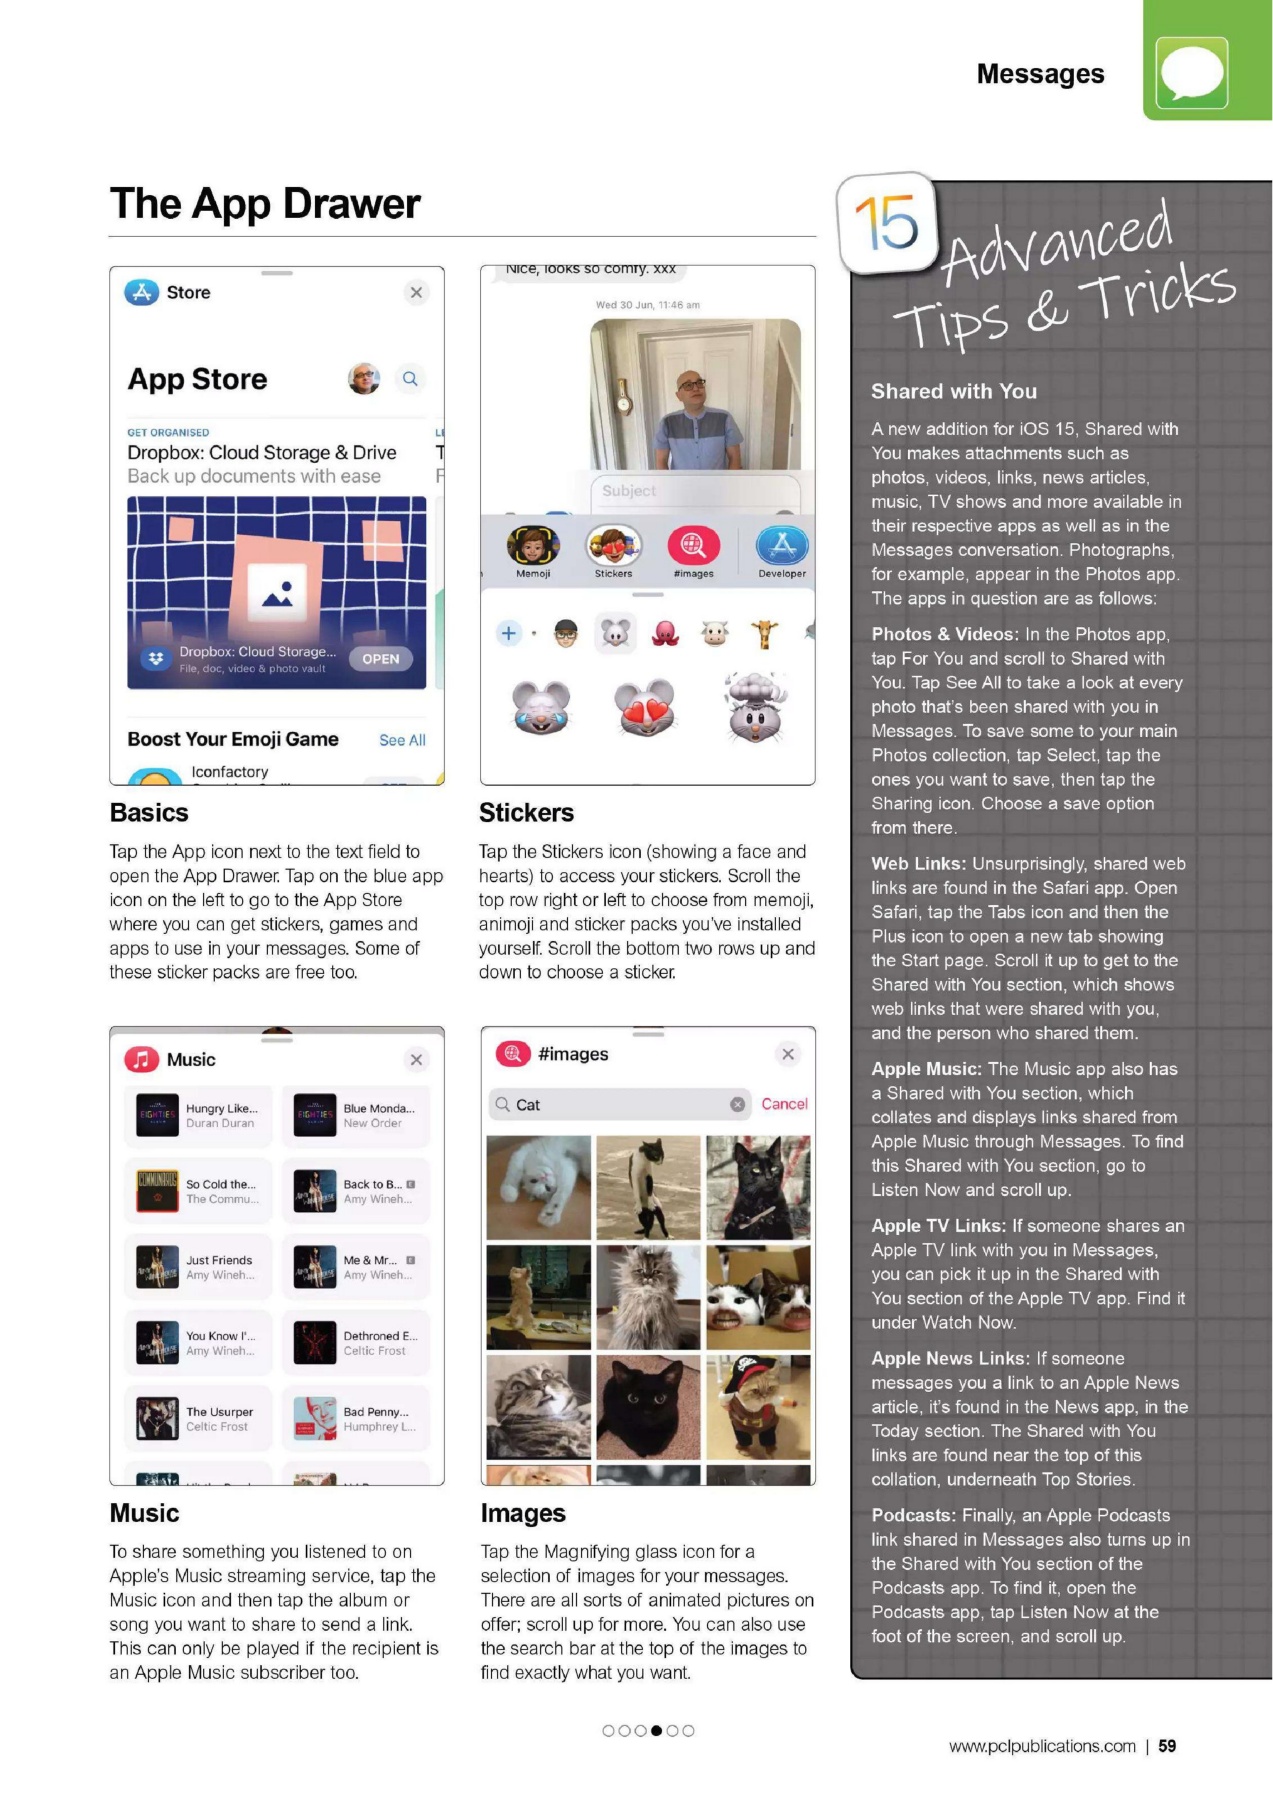 Messages
The App Drawer
Store
App Store
GET ORGANISED
Dropbox: Cloud Storage & Drive
Back up documents with ease
Dropbox: Cloud Storage...
File, doc, video & photo vault
OPEN
Boost Your Emoji Game
See All
Iconfactory
Basics
Tap the App icon next to the text field to
open the App Drawer. Tap on the blue app
icon on the left to go to the App Store
where you can get stickers, games and
apps to use in your messages. Some of
these sticker packs are free too.
Nice, looks so comfy. xxx
Wed 30 Jun, 11:46 am
Subject
Memoji
Stickers
#images
Developer
Stickers
Tap the Stickers icon (showing a face and
hearts) to access your stickers. Scroll the
top row right or left to choose from memoji,
animoji and sticker packs you've installed
yourself. Scroll the bottom two rows up and
down to choose a sticker.
Music
EIGHTIES
Hungry Like...
Duran Duran
EIGHTIES
Blue Monda...
New Order
COMMUNARDS
So Cold the...
The Commu...
Back to B... E
Amy Wineh...
Just Friends
Amy Wineh...
Me & Mr... E
Amy Wineh...
You Know I'...
Amy Wineh...
Dethroned E...
Celtic Frost
The Usurper
Celtic Frost
Bad Penny...
Humphrey L...
Music
To share something you listened to on
Apple's Music streaming service, tap the
Music icon and then tap the album or
song you want to share to send a link.
This can only be played if the recipient is
an Apple Music subscriber too.
#images
Cat
Cancel
Images
Tap the Magnifying glass icon for a
selection of images for your messages.
There are all sorts of animated pictures on
offer; scroll up for more. You can also use
the search bar at the top of the images to
find exactly what you want.
15
Advanced
Tips & Tricks
Shared with You
A new addition for iOS 15, Shared with
You makes attachments such as
photos, videos, links, news articles,
music, TV shows and more available in
their respective apps as well as in the
Messages conversation. Photographs,
for example, appear in the Photos app.
The apps in question are as follows:
Photos & Videos: In the Photos app,
tap For You and scroll to Shared with
You. Tap See All to take a look at every
photo that's been shared with you in
Messages. To save some to your main
Photos collection, tap Select, tap the
ones you want to save, then tap the
Sharing icon. Choose a save option
from there.
Web Links: Unsurprisingly, shared web
links are found in the Safari app. Open
Safari, tap the Tabs icon and then the
Plus icon to open a new tab showing
the Start page. Scroll it up to get to the
Shared with You section, which shows
web links that were shared with you,
and the person who shared them.
Apple Music: The Music app also has
a Shared with You section, which
collates and displays links shared from
Apple Music through Messages. To find
this Shared with You section, go to
Listen Now and scroll up.
Apple TV Links: If someone shares an
Apple TV link with you in Messages,
you can pick it up in the Shared with
You section of the Apple TV app. Find it
under Watch Now.
Apple News Links: If someone
messages you a link to an Apple News
article, it's found in the News app, in the
Today section. The Shared with You
links are found near the top of this
collation, underneath Top Stories.
Podcasts: Finally, an Apple Podcasts
link shared in Messages also turns up in
the Shared with You section of the
Podcasts app. To find it, open the
Podcasts app, tap Listen Now at the
foot of the screen, and scroll up.
www.pclpublications.com | 59